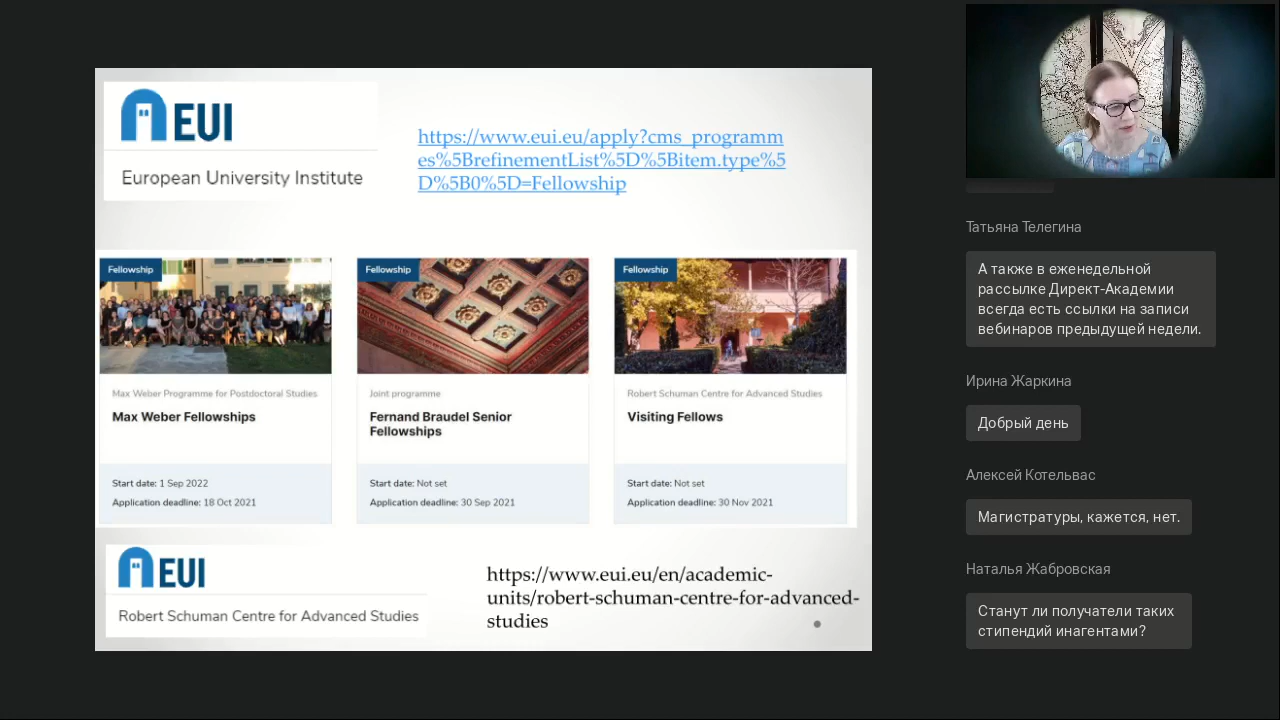 EUI
European University Institute
https://www.eui.eu/apply?cms_programm
es%5BrefinementList%5D%5Bitem.type%5
D%5B0%5D=Fellowship
Fellowship
Max Weber Programme for Postdoctoral Studies
Max Weber Fellowships
Start date: 1 Sep 2022
Application deadline: 18 Oct 2021
Fellowship
Joint programme
Fernand Braudel Senior
Fellowships
Start date: Not set
Application deadline: 30 Sep 2021
Fellowship
Robert Schuman Centre for Advanced Studies
Visiting Fellows
Start date: Not set
Application deadline: 30 Nov 2021
EUI
Robert Schuman Centre for Advanced Studies
https://www.eui.eu/en/academic-
units/robert-schuman-centre-for-advanced-
studies
Татьяна Телегина
А также в еженедельной
рассылке Директ-Академии
всегда есть ссылки на записи
вебинаров предыдущей недели.
Ирина Жаркина
Добрый день
Алексей Котельвас
Магистратуры, кажется, нет.
Наталья Жабровская
Станут ли получатели таких
стипендий инагентами?